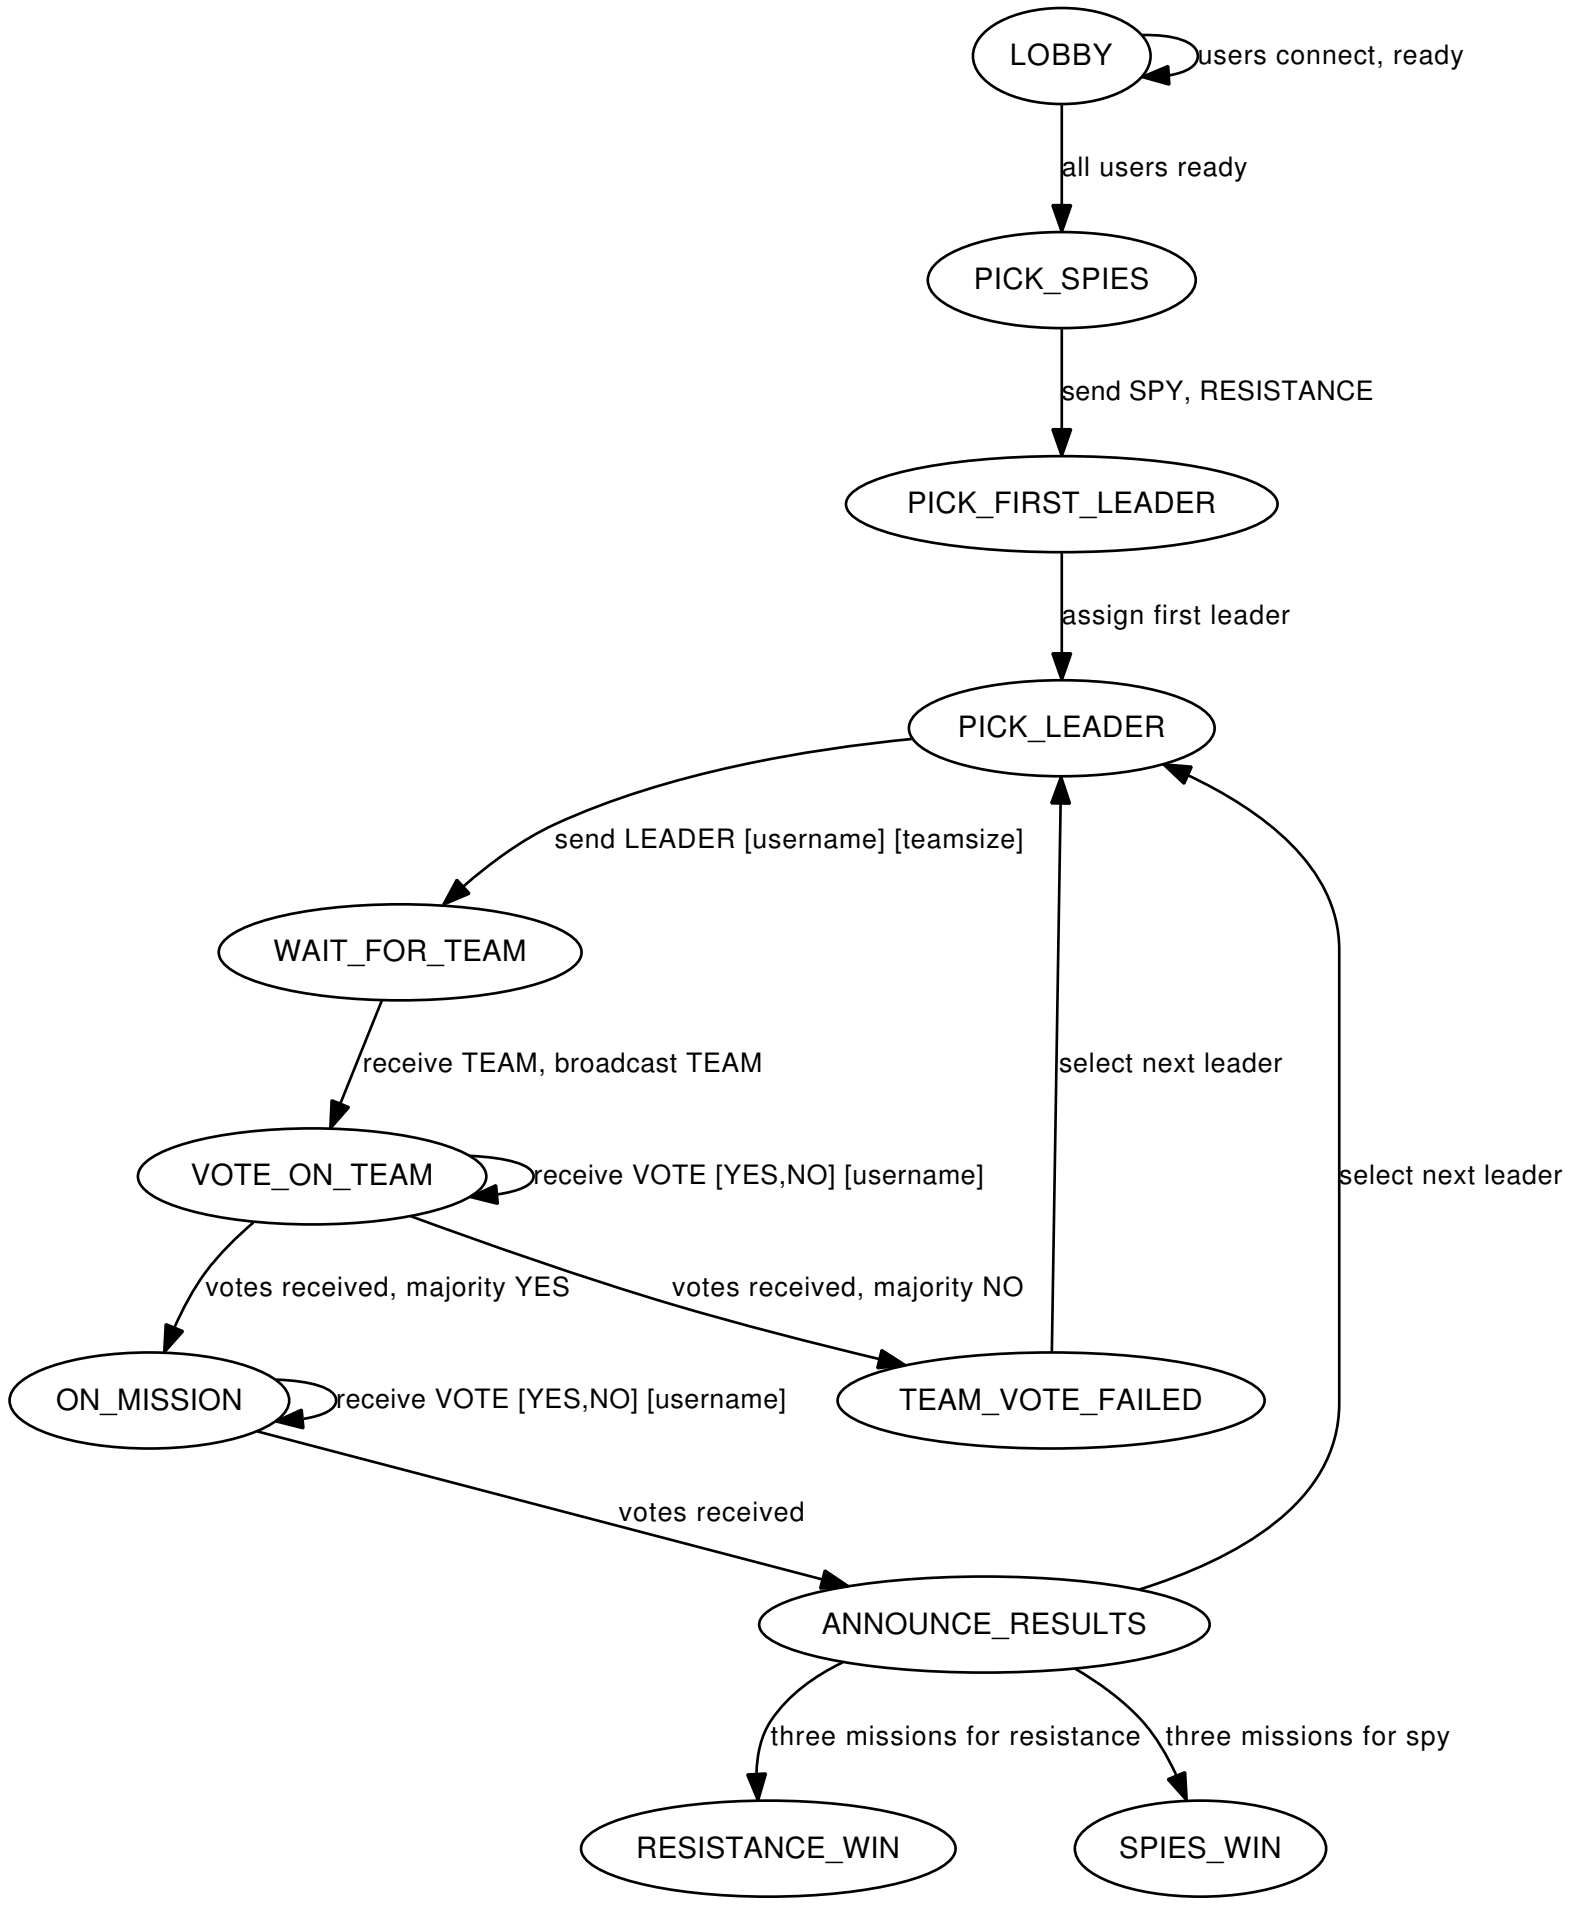 LOBBY
users connect, ready
all users ready
PICK_SPIES
send SPY, RESISTANCE
PICK_FIRST_LEADER
assign first leader
PICK_LEADER
send LEADER [username] [teamsize]
WAIT_FOR_TEAM
receive TEAM, broadcast TEAM
select next leader
VOTE_ON_TEAM
receive VOTE [YES,NO] [username]
select next leader
votes received, majority YES
votes received, majority NO
ON_MISSION
receive VOTE [YES,NO] [username]
TEAM_VOTE_FAILED
votes received
ANNOUNCE_RESULTS
three missions for resistance
three missions for spy
RESISTANCE_WIN
SPIES_WIN